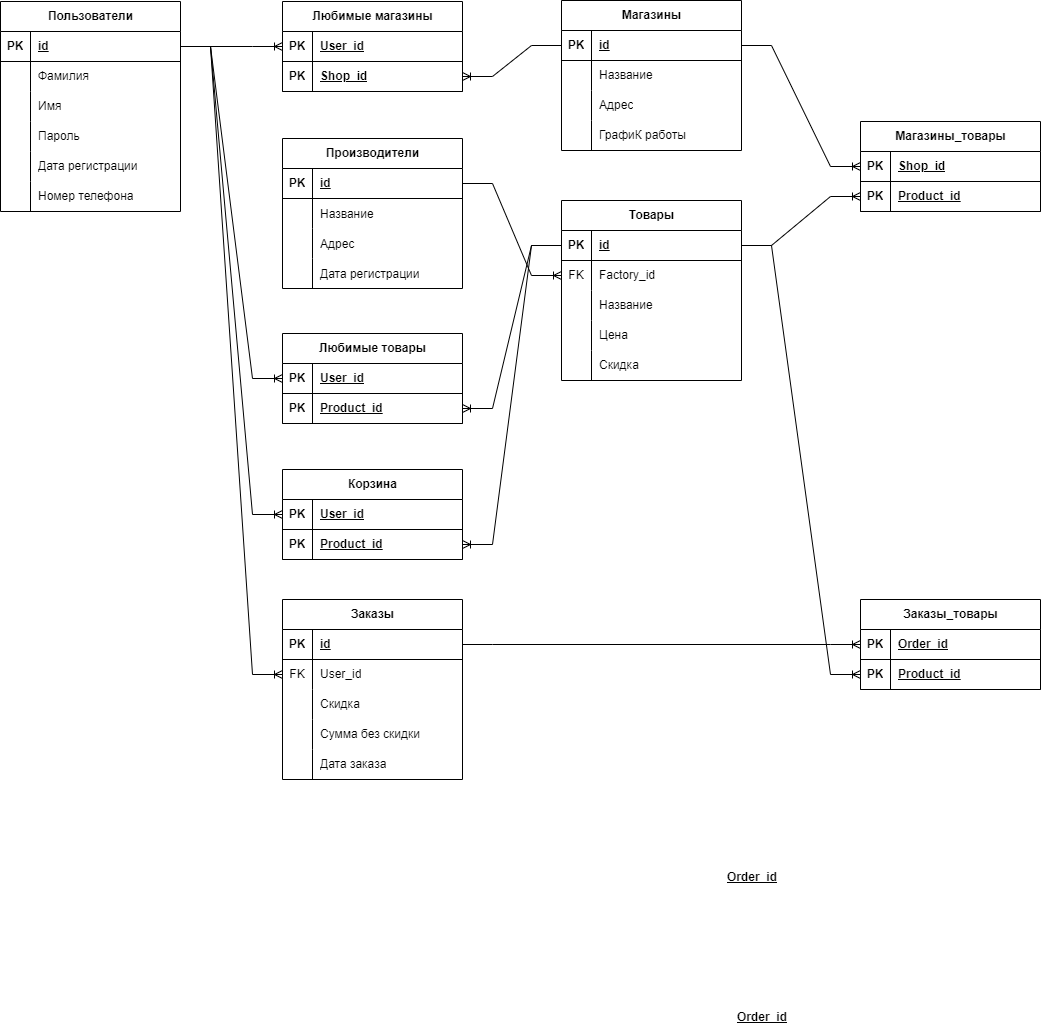 Пользователи
PK id
Фамилия
Имя
Пароль
Дата регистрации
Номер телефона
Любимые магазины
PK User_id
PK Shop_id
Магазины
PK id
Название
Адрес
ГрафиК работы
Магазины_товары
PK Shop_id
PK Product_id
Производители
PK id
Название
Адрес
Дата регистрации
Товары
PK id
FK Factory_id
Название
Цена
Скидка
Любимые товары
PK User_id
PK Product_id
Корзина
PK User_id
PK Product_id
Заказы
PK id
FK User_id
Скидка
Сумма без скидки
Дата заказа
Заказы_товары
PK Order_id
PK Product_id
Order_id
Order_id